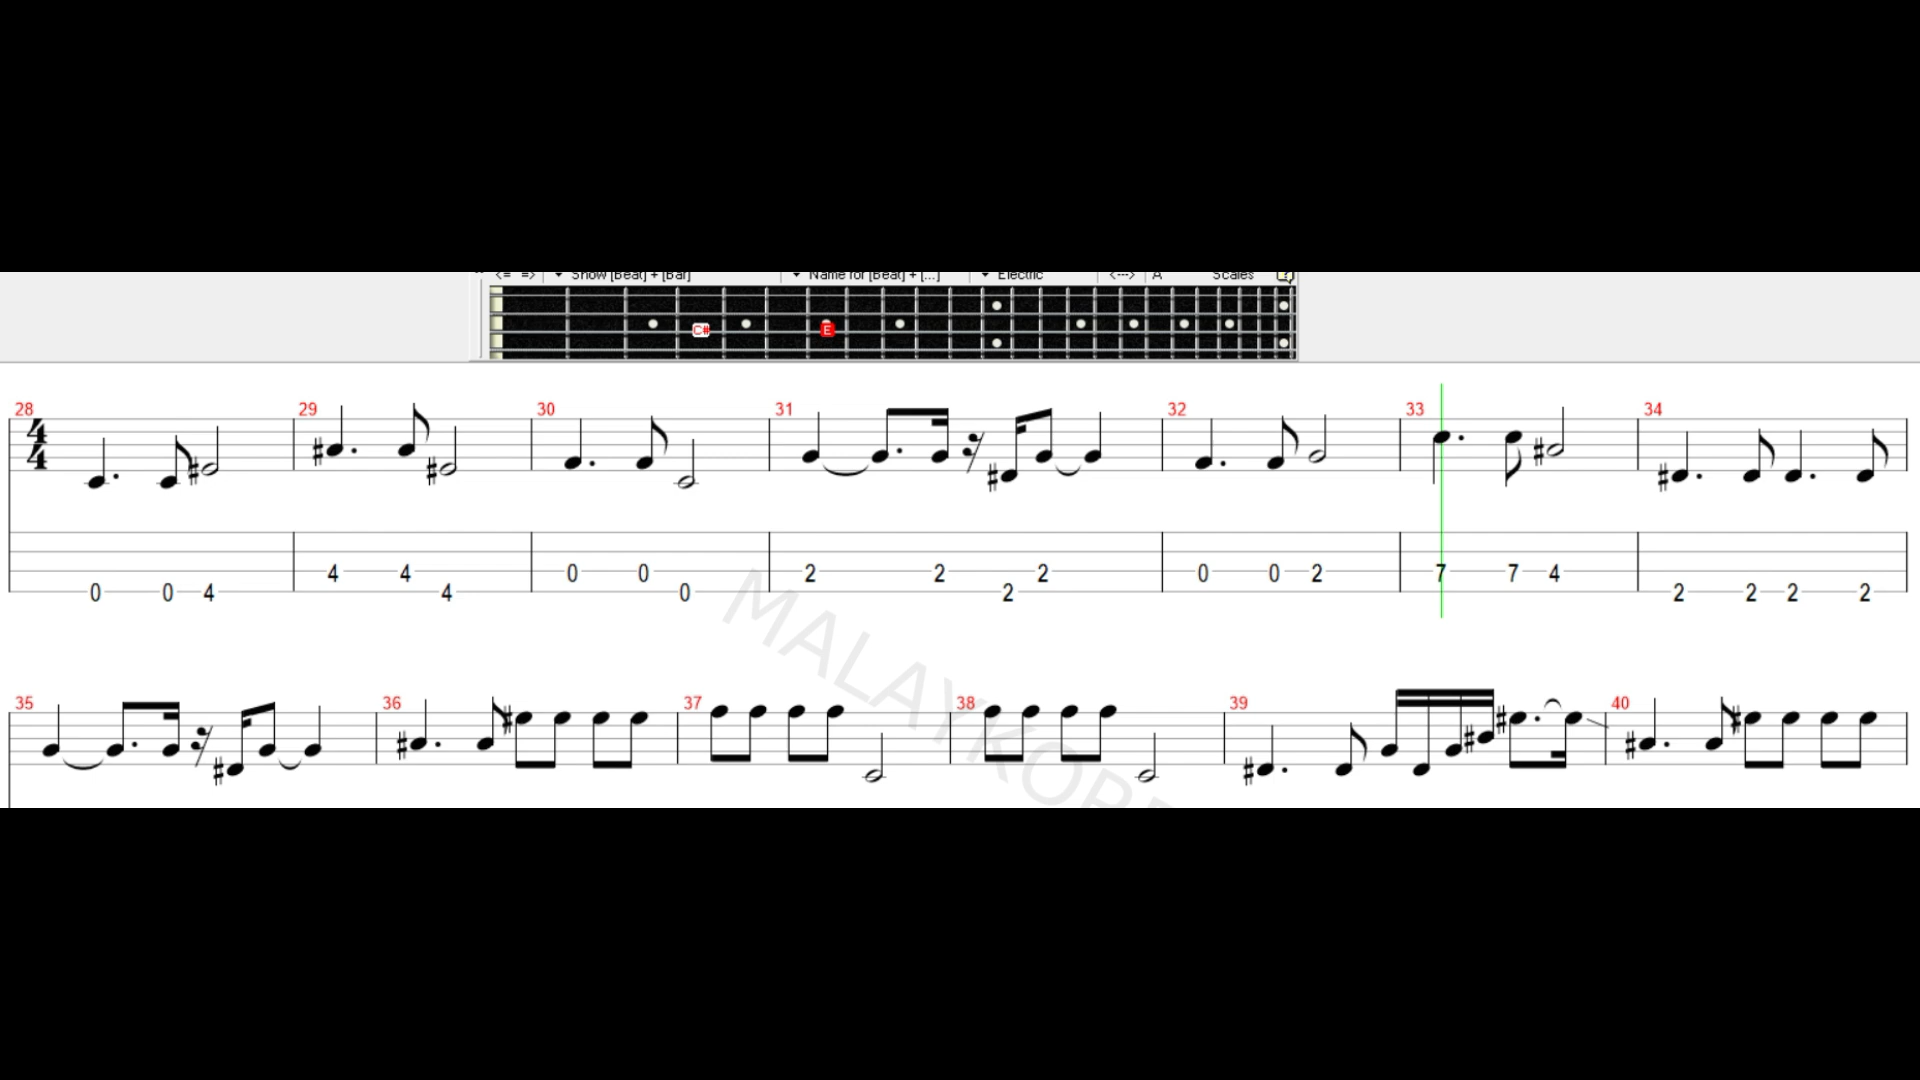 <= => Show [Beat] + [Bar] Name for [Beat] + [...] Electric <---> A Scales ?
C# E
28 29 30 31 32 33 34
4
4
4 4 0 0 2 2 2 0 0 2 7 7 4
0 0 4 4 0 2 2 2 2 2
35 36 37 38 39 40